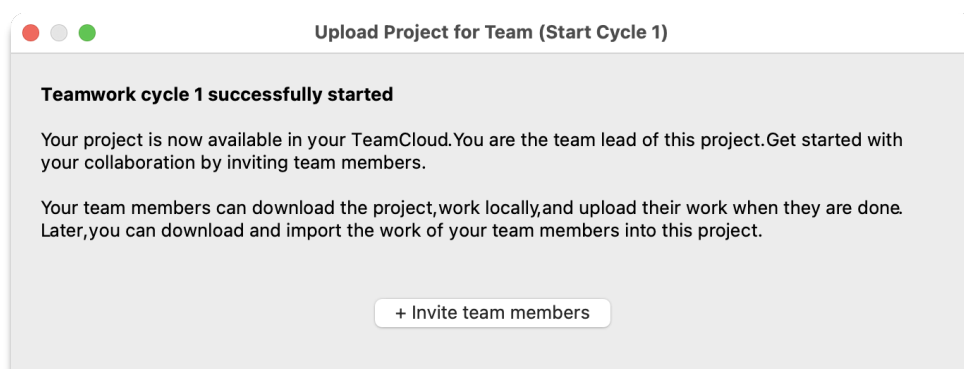 Upload Project for Team (Start Cycle 1)
Teamwork cycle 1 successfully started
Your project is now available in your TeamCloud.You are the team lead of this project.Get started with
your collaboration by inviting team members.
Your team members can download the project,work locally,and upload their work when they are done.
Later,you can download and import the work of your team members into this project.
+ Invite team members